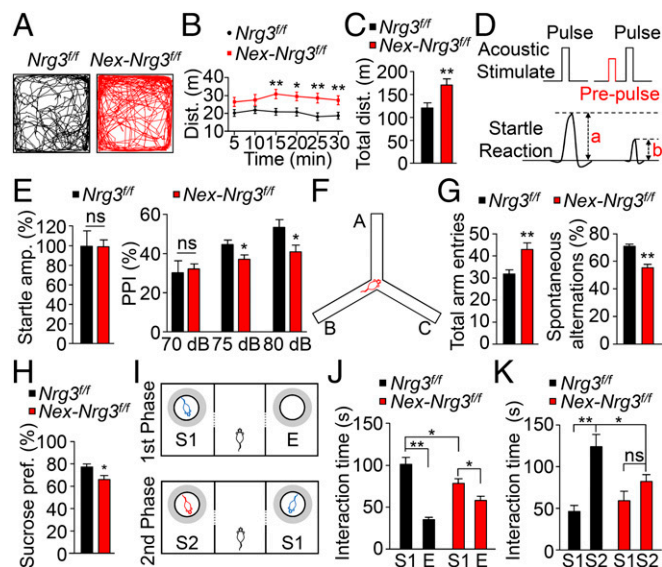 A
Nrg3f/f Nex-Nrg3f/f
B
Nrg3f/f
Nex-Nrg3f/f
Dist. (m)
40
30
20
10
** * ** **
5 10 15 20 25 30
Time (min)
C
Nrg3f/f
Nex-Nrg3f/f
Total dist. (m)
200
150
100
50
0
**
D
Pulse Pulse
Acoustic
Stimulate
Pre-pulse
Startle
Reaction
a
b
E
Nrg3f/f Nex-Nrg3f/f
Startle amp. (%)
120
100
80
60
40
20
0
ns
PPI (%)
60
40
20
0
ns * *
70 dB 75 dB 80 dB
F
A
B C
G
Nrg3f/f Nex-Nrg3f/f
Total arm entries
50
40
30
20
10
0
**
Spontaneous
alternations (%)
80
60
40
20
0
**
H
Nrg3f/f
Nex-Nrg3f/f
Sucrose pref. (%)
100
80
60
40
20
0
*
I
1st Phase
S1 E
2nd Phase
S2 S1
J
Nrg3f/f
Nex-Nrg3f/f
Interaction time (s)
150
100
50
0
*
** *
S1 E S1 E
K
Nrg3f/f
Nex-Nrg3f/f
Interaction time (s)
150
100
50
0
** *
ns
S1S2 S1S2